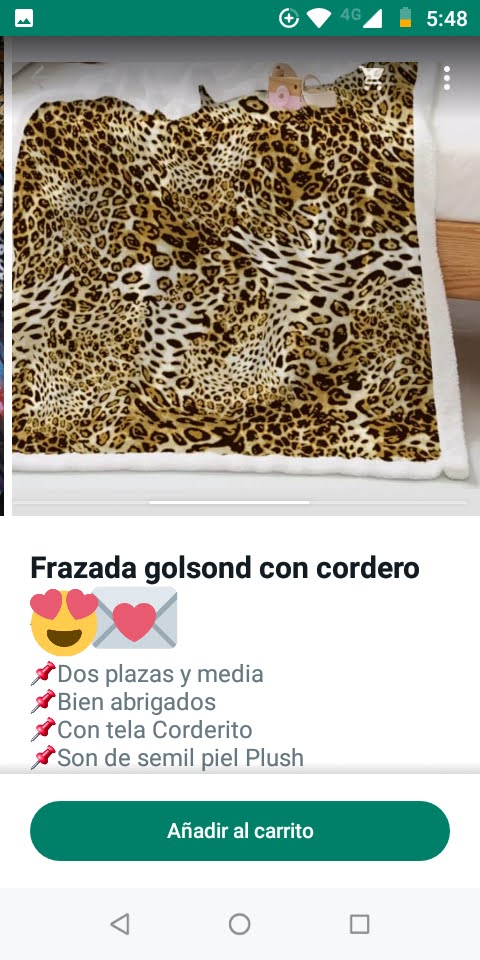 4G 5:48
Frazada golsond con cordero
😍💌
📌Dos plazas y media
📌Bien abrigados
📌Con tela Corderito
📌Son de semil piel Plush
Añadir al carrito